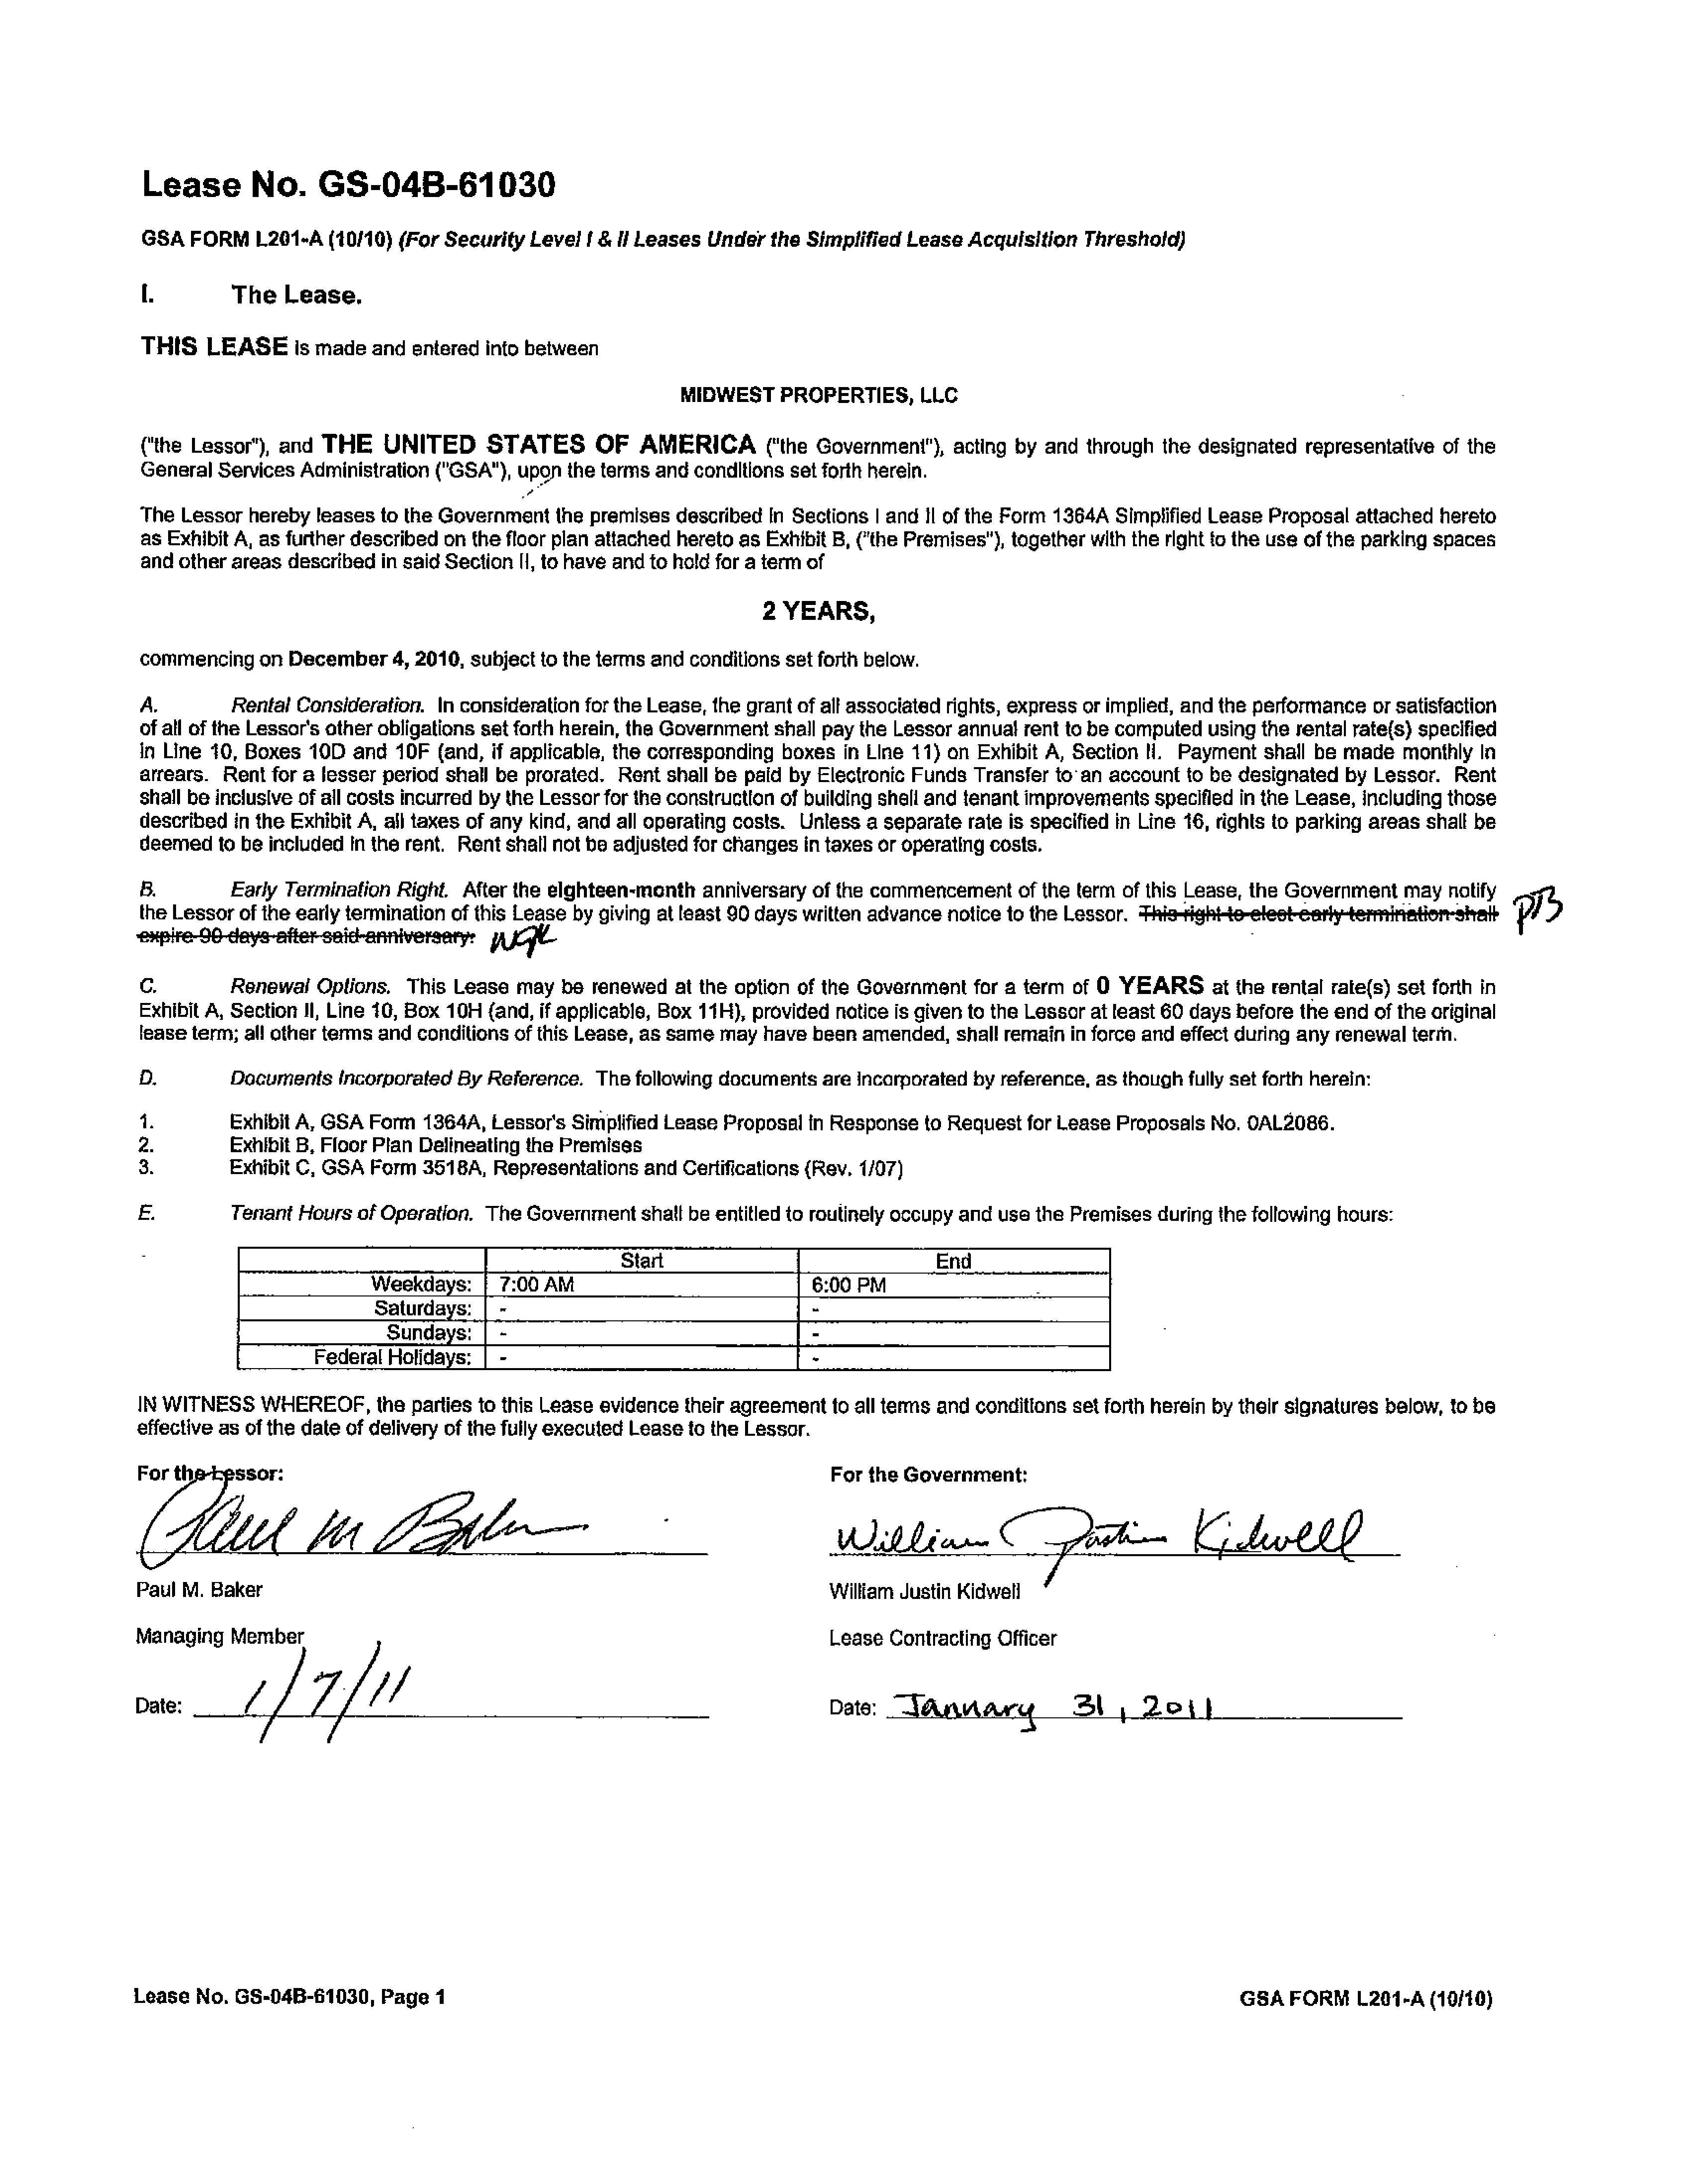 Lease No. GS-04B-61030
GSA FORM L201-A (10/10) (For Security Level I & II Leases Under the Simplified Lease Acquisition Threshold)
I. The Lease.
THIS LEASE is made and entered into between
MIDWEST PROPERTIES, LLC
("the Lessor"), and THE UNITED STATES OF AMERICA ("the Government"), acting by and through the designated representative of the
General Services Administration ("GSA"), upon the terms and conditions set forth herein.
The Lessor hereby leases to the Government the premises described in Sections I and II of the Form 1364A Simplified Lease Proposal attached hereto
as Exhibit A, as further described on the floor plan attached hereto as Exhibit B, ("the Premises"), together with the right to the use of the parking spaces
and other areas described in said Section II, to have and to hold for a term of
2 YEARS,
commencing on December 4, 2010, subject to the terms and conditions set forth below.
A. Rental Consideration. In consideration for the Lease, the grant of all associated rights, express or implied, and the performance or satisfaction
of all of the Lessor's other obligations set forth herein, the Government shall pay the Lessor annual rent to be computed using the rental rate(s) specified
in Line 10, Boxes 10D and 10F (and, if applicable, the corresponding boxes in Line 11) on Exhibit A, Section II. Payment shall be made monthly in
arrears. Rent for a lesser period shall be prorated. Rent shall be paid by Electronic Funds Transfer to an account to be designated by Lessor. Rent
shall be inclusive of all costs incurred by the Lessor for the construction of building shell and tenant improvements specified in the Lease, including those
described in the Exhibit A, all taxes of any kind, and all operating costs. Unless a separate rate is specified in Line 16, rights to parking areas shall be
deemed to be included in the rent. Rent shall not be adjusted for changes in taxes or operating costs.
B. Early Termination Right. After the eighteen-month anniversary of the commencement of the term of this Lease, the Government may notify
the Lessor of the early termination of this Lease by giving at least 90 days written advance notice to the Lessor. This right to elect early termination shall PB
expire 90 days after said anniversary. WJK
C. Renewal Options. This Lease may be renewed at the option of the Government for a term of 0 YEARS at the rental rate(s) set forth in
Exhibit A, Section II, Line 10, Box 10H (and, if applicable, Box 11H), provided notice is given to the Lessor at least 60 days before the end of the original
lease term; all other terms and conditions of this Lease, as same may have been amended, shall remain in force and effect during any renewal term.
D. Documents Incorporated By Reference. The following documents are incorporated by reference, as though fully set forth herein:
1. Exhibit A, GSA Form 1364A, Lessor's Simplified Lease Proposal in Response to Request for Lease Proposals No. 0AL2086.
2. Exhibit B, Floor Plan Delineating the Premises
3. Exhibit C, GSA Form 3518A, Representations and Certifications (Rev. 1/07)
E. Tenant Hours of Operation. The Government shall be entitled to routinely occupy and use the Premises during the following hours:
Start End
Weekdays: 7:00 AM 6:00 PM
Saturdays: - -
Sundays: - -
Federal Holidays: - -
IN WITNESS WHEREOF, the parties to this Lease evidence their agreement to all terms and conditions set forth herein by their signatures below, to be
effective as of the date of delivery of the fully executed Lease to the Lessor.
For the Lessor: For the Government:
Paul M Baker William Justin Kidwell
Paul M. Baker William Justin Kidwell
Managing Member Lease Contracting Officer
Date: 1/7/11 Date: January 31, 2011
Lease No. GS-04B-61030, Page 1 GSA FORM L201-A (10/10)